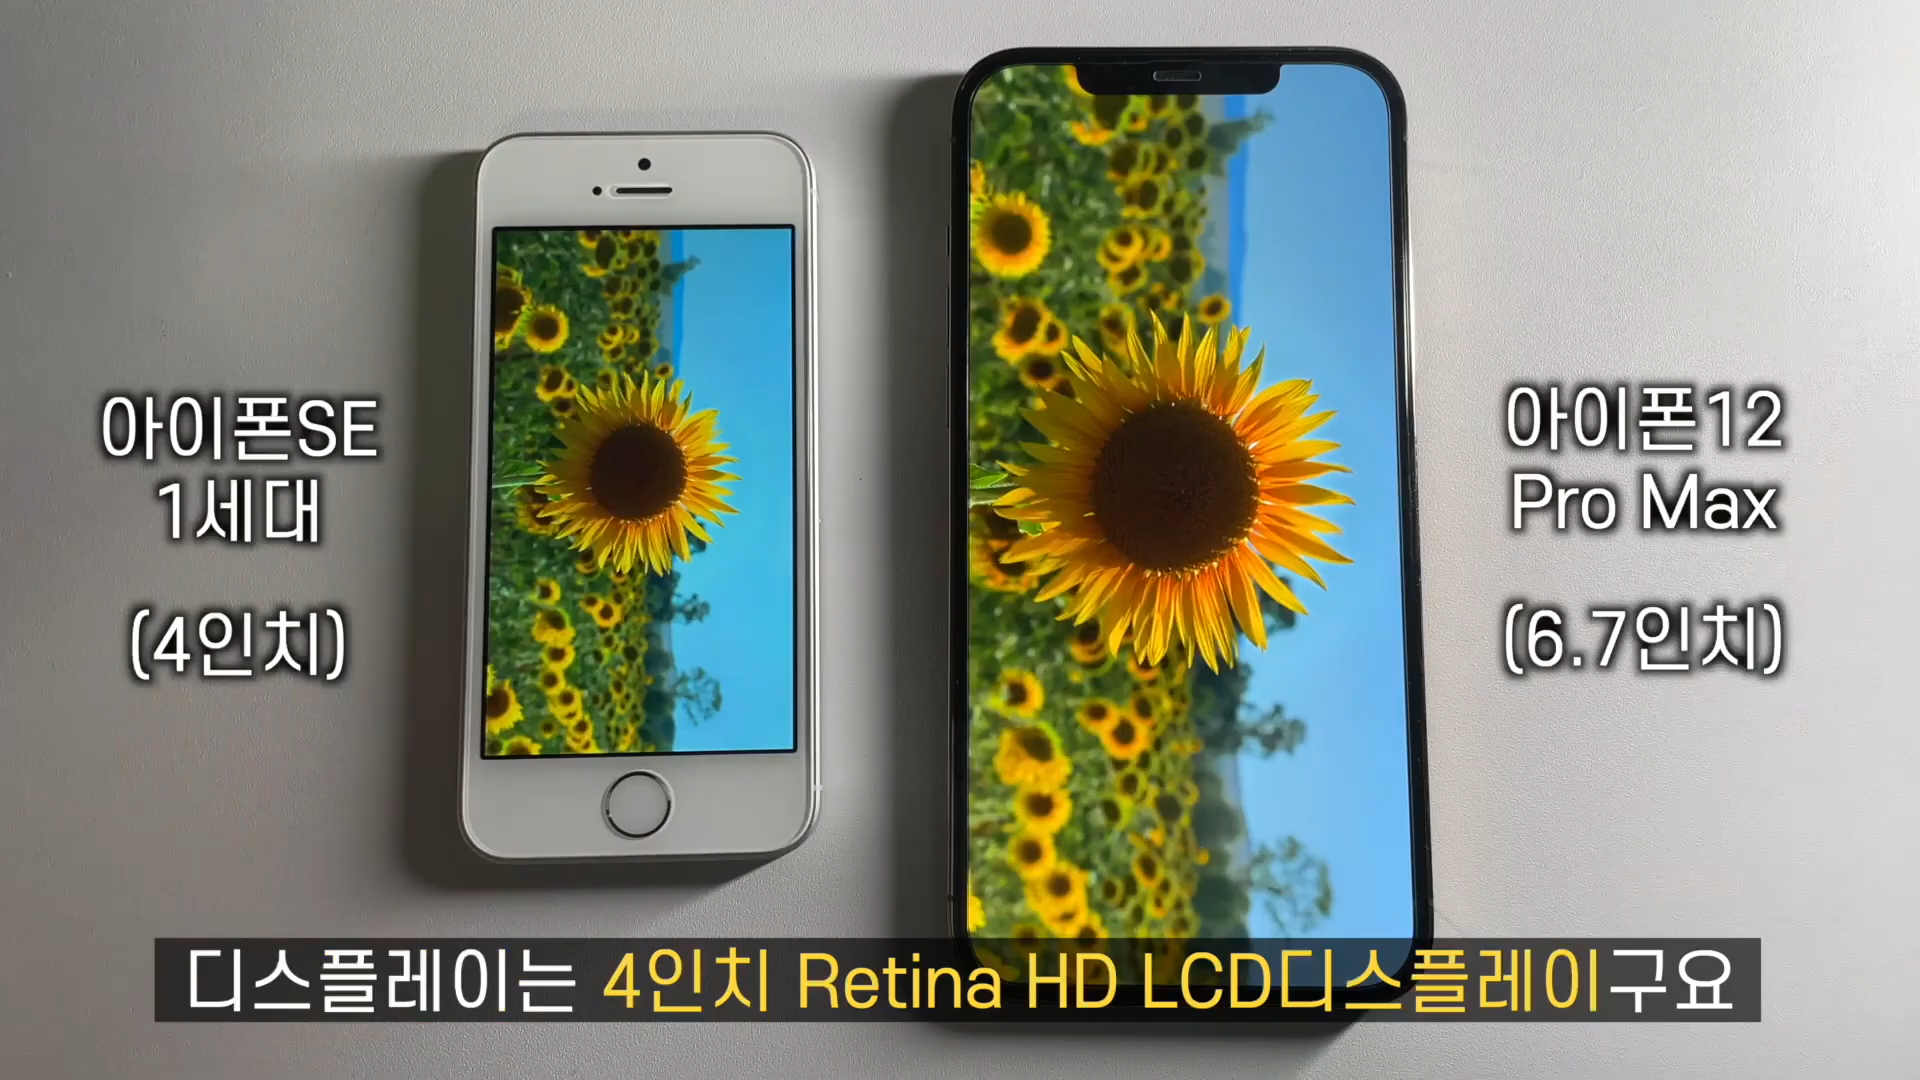 아이폰SE
1세대
(4인치)
아이폰12
Pro Max
(6.7인치)
디스플레이는 4인치 Retina HD LCD디스플레이구요